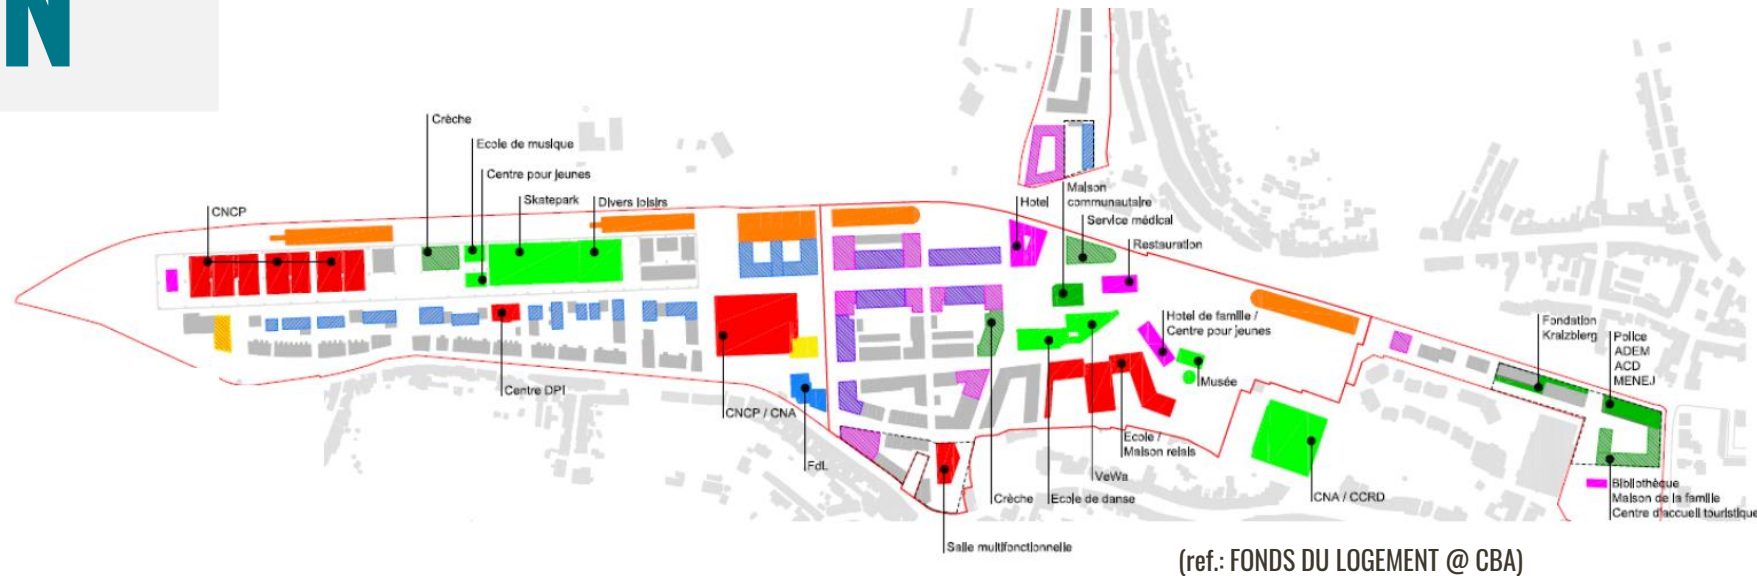 N
Crèche
Ecole de musique
Centre pour jeunes
Skatepark
Divers loisirs
CNCP
Centre DPI
CNCP / CNA
FdL
Hotel
Maison
communautaire
Service médical
Restauration
Hotel de famille /
Centre pour jeunes
Musée
Ecole /
Maison relais
VeWa
Crèche
Ecole de danse
Salle multifonctionnelle
CNA / CCRD
Fondation
Kraizbierg
Police
ADEM
ACD
MENEJ
Bibliothèque
Maison de la famille
Centre d'accueil touristique
(ref.: FONDS DU LOGEMENT @ CBA)